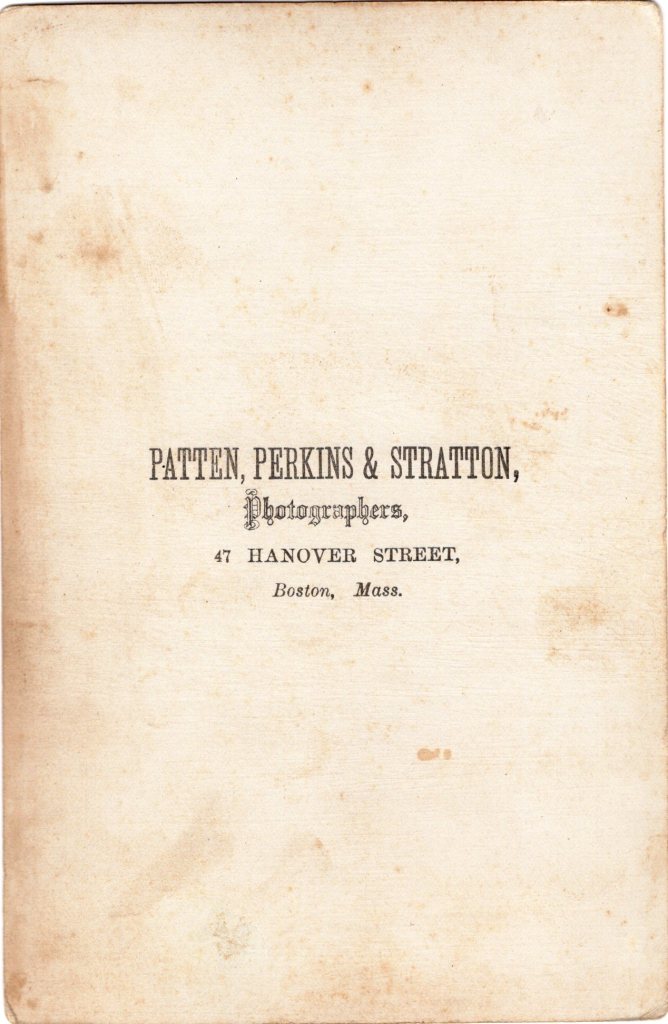 PATTEN, PERKINS & STRATTON,
Photographers,
47 HANOVER STREET,
Boston, Mass.